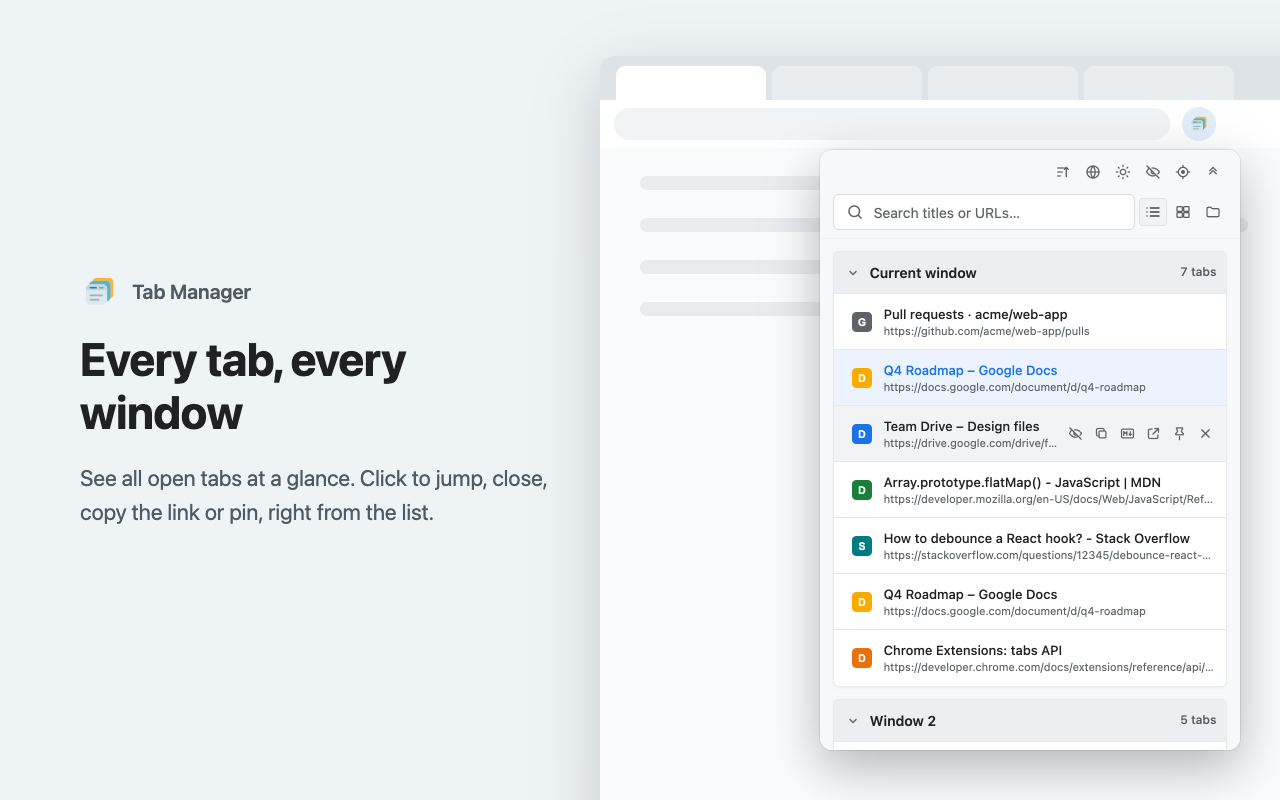 Tab Manager
Every tab, every
window
See all open tabs at a glance. Click to jump, close,
copy the link or pin, right from the list.
Search titles or URLs...
Current window
7 tabs
G
Pull requests · acme/web-app
https://github.com/acme/web-app/pulls
D
Q4 Roadmap – Google Docs
https://docs.google.com/document/d/q4-roadmap
D
Team Drive – Design files
https://drive.google.com/drive/f...
D
Array.prototype.flatMap() - JavaScript | MDN
https://developer.mozilla.org/en-US/docs/Web/JavaScript/Ref...
S
How to debounce a React hook? - Stack Overflow
https://stackoverflow.com/questions/12345/debounce-react-...
D
Q4 Roadmap – Google Docs
https://docs.google.com/document/d/q4-roadmap
D
Chrome Extensions: tabs API
https://developer.chrome.com/docs/extensions/reference/api/...
Window 2
5 tabs